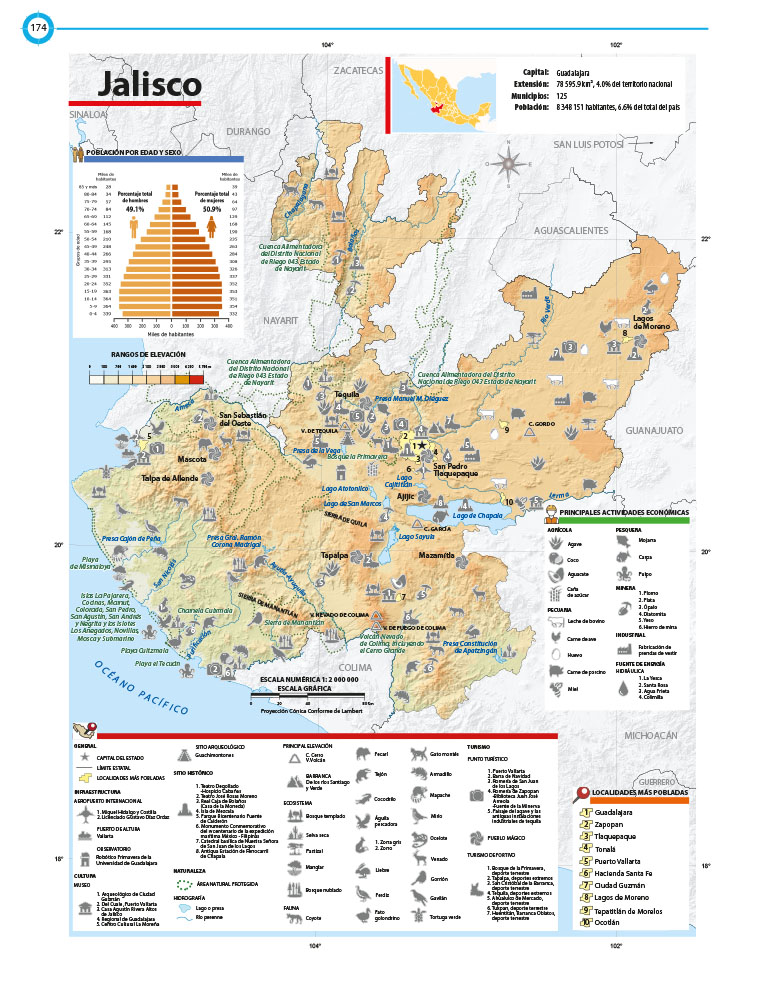 174
104°
102°
Jalisco
ZACATECAS
SINALOA
DURANGO
SAN LUIS POTOSÍ
AGUASCALIENTES
NAYARIT
GUANAJUATO
COLIMA
MICHOACÁN
GUERRERO
22°
22°
20°
20°
18°
18°
104°
102°
Capital: Guadalajara
Extensión: 78 595.9 km², 4.0% del territorio nacional
Municipios: 125
Población: 8 348 151 habitantes, 6.6% del total del país
N
S
E
O
POBLACIÓN POR EDAD Y SEXO
Miles de habitantes
Miles de habitantes
Porcentaje total de hombres
49.1%
Porcentaje total de mujeres
50.9%
Grupos de edad
85 y más 28 39
80-84 34 43
75-79 57 64
70-74 84 97
65-69 112 129
60-64 145 168
55-59 168 198
50-54 210 235
45-49 248 263
40-44 266 293
35-39 293 308
30-34 313 326
25-29 331 337
20-24 352 352
15-19 363 353
10-14 364 351
5-9 364 354
0-4 339 332
400 300 200 100 0 100 200 300 400
Miles de habitantes
RANGOS DE ELEVACIÓN
Cuenca Alimentadora
del Distrito Nacional
de Riego 043 Estado
de Nayarit
Cuenca Alimentadora
del Distrito Nacional
de Riego 043 Estado
de Nayarit
Cuenca Alimentadora del Distrito
Nacional de Riego 043 Estado de Nayarit
Río Verde
Lagos
de Moreno
Tequila
Presa Manuel M. Diéguez
Ameca
San Sebastián
del Oeste
V. DE TEQUILA
Presa de la Vega
Bosque la Primavera
C. GORDO
Mascota
Talpa de Allende
San Pedro
Tlaquepaque
Lago
Cajititlán
Lago Atotonilco
Ajijic
Lago de San Marcos
Lago de Chapala
Lerma
SIERRA DE QUILA
C. GARCÍA
Lago Sayula
Presa Cajón de Peña
Presa Gral. Ramón
Corona Madrigal
Tapalpa
Mazamitla
Playa
de Mismaloya
San Nicolás
Islas La Pajarera,
Cocinas, Mamut,
Colorada, San Pedro,
San Agustín, San Andrés
y Negrita y los Islotes
Los Anegados, Novillas,
Mosca y Submarino
Chamela Cuixmala
SIERRA DE MANANTLÁN
Sierra de Manantlán
V. NEVADO DE COLIMA
V. DE FUEGO DE COLIMA
Volcán Nevado
de Colima, incluyendo
el Cerro Grande
Presa Constitución
de Apatzingán
Playa Cuitzmala
Playa el Tecuán
OCÉANO PACÍFICO
ESCALA NUMÉRICA 1: 2 000 000
ESCALA GRÁFICA
0 20 40 80 Km
Proyección Cónica Conforme de Lambert
PRINCIPALES ACTIVIDADES ECONÓMICAS
AGRÍCOLA
Agave
Coco
Aguacate
Caña
de azúcar
PECUARIA
Leche de bovino
Carne de ave
Huevo
Carne de porcino
Miel
PESQUERA
Mojarra
Carpa
Pulpo
MINERA
1. Plomo
2. Plata
3. Ópalo
4. Diatomita
5. Yeso
6. Hierro de mina
INDUSTRIAL
Fabricación de
prendas de vestir
FUENTE DE ENERGÍA
HIDRÁULICA
1. La Yesca
2. Santa Rosa
3. Agua Prieta
4. Colimilla
GENERAL
CAPITAL DEL ESTADO
LÍMITE ESTATAL
LOCALIDADES MÁS POBLADAS
INFRAESTRUCTURA
AEROPUERTO INTERNACIONAL
1. Miguel Hidalgo y Costilla
2. Licenciado Gustavo Díaz Ordaz
PUERTO DE ALTURA
Vallarta
OBSERVATORIO
Robótico Primavera de la
Universidad de Guadalajara
CULTURA
MUSEO
1. Arqueológico de Ciudad
Guzmán
2. Del Cuale, Puerto Vallarta
3. Casa Agustín Rivera Altos
de Jalisco
4. Regional de Guadalajara
5. Centro Cultural La Moreña
SITIO ARQUEOLÓGICO
Guachimontones
SITIO HISTÓRICO
1. Teatro Degollado
-Hospicio Cabañas
2. Teatro José Rosas Moreno
3. Real Caja de Bolaños
(Casa de la Moneda)
4. Isla de Mezcala
5. Parque Bicentenario Puente
de Calderón
6. Monumento Conmemorativo
del IV centenario de la expedición
marítima México - Filipinas
7. Catedral Basílica de Nuestra Señora
de San Juan de los Lagos
8. Antigua Estación de Ferrocarril
de Chapala
NATURALEZA
ÁREA NATURAL PROTEGIDA
HIDROGRAFÍA
Lago o presa
Río perenne
PRINCIPAL ELEVACIÓN
C. Cerro
V. Volcán
BARRANCA
De los ríos Santiago
y Verde
ECOSISTEMA
Bosque templado
Selva seca
Pastizal
Manglar
Bosque nublado
FAUNA
Coyote
Pecarí
Tejón
Cocodrilo
Águila
pescadora
1. Zorra gris
2. Zorro
Liebre
Perdiz
Pato
golondrino
Gato montés
Armadillo
Mapache
Mirlo
Ocelote
Venado
Gorrión
Gavilán
Tortuga verde
TURISMO
PUNTO TURÍSTICO
1. Puerto Vallarta
2. Barra de Navidad
3. Romería de San Juan
de los Lagos
4. Romería de Zapopan
-Biblioteca Juan José
Arreola
-Fuente de la Minerva
5. Paisaje del agave y las
antiguas instalaciones
industriales de tequila
PUEBLO MÁGICO
TURISMO DEPORTIVO
1. Bosque de la Primavera,
deporte terrestre
2. Tapalpa, deportes extremos
3. San Cristóbal de la Barranca,
deporte terrestre
4. Tequila, deportes extremos
5. Ahualulco de Mercado,
deporte terrestre
6. Tuxpan, deporte terrestre
7. Huentitán, Barranca Oblatos,
deporte terrestre
LOCALIDADES MÁS POBLADAS
1 Guadalajara
2 Zapopan
3 Tlaquepaque
4 Tonalá
5 Puerto Vallarta
6 Hacienda Santa Fe
7 Ciudad Guzmán
8 Lagos de Moreno
9 Tepatitlán de Morelos
10 Ocotlán